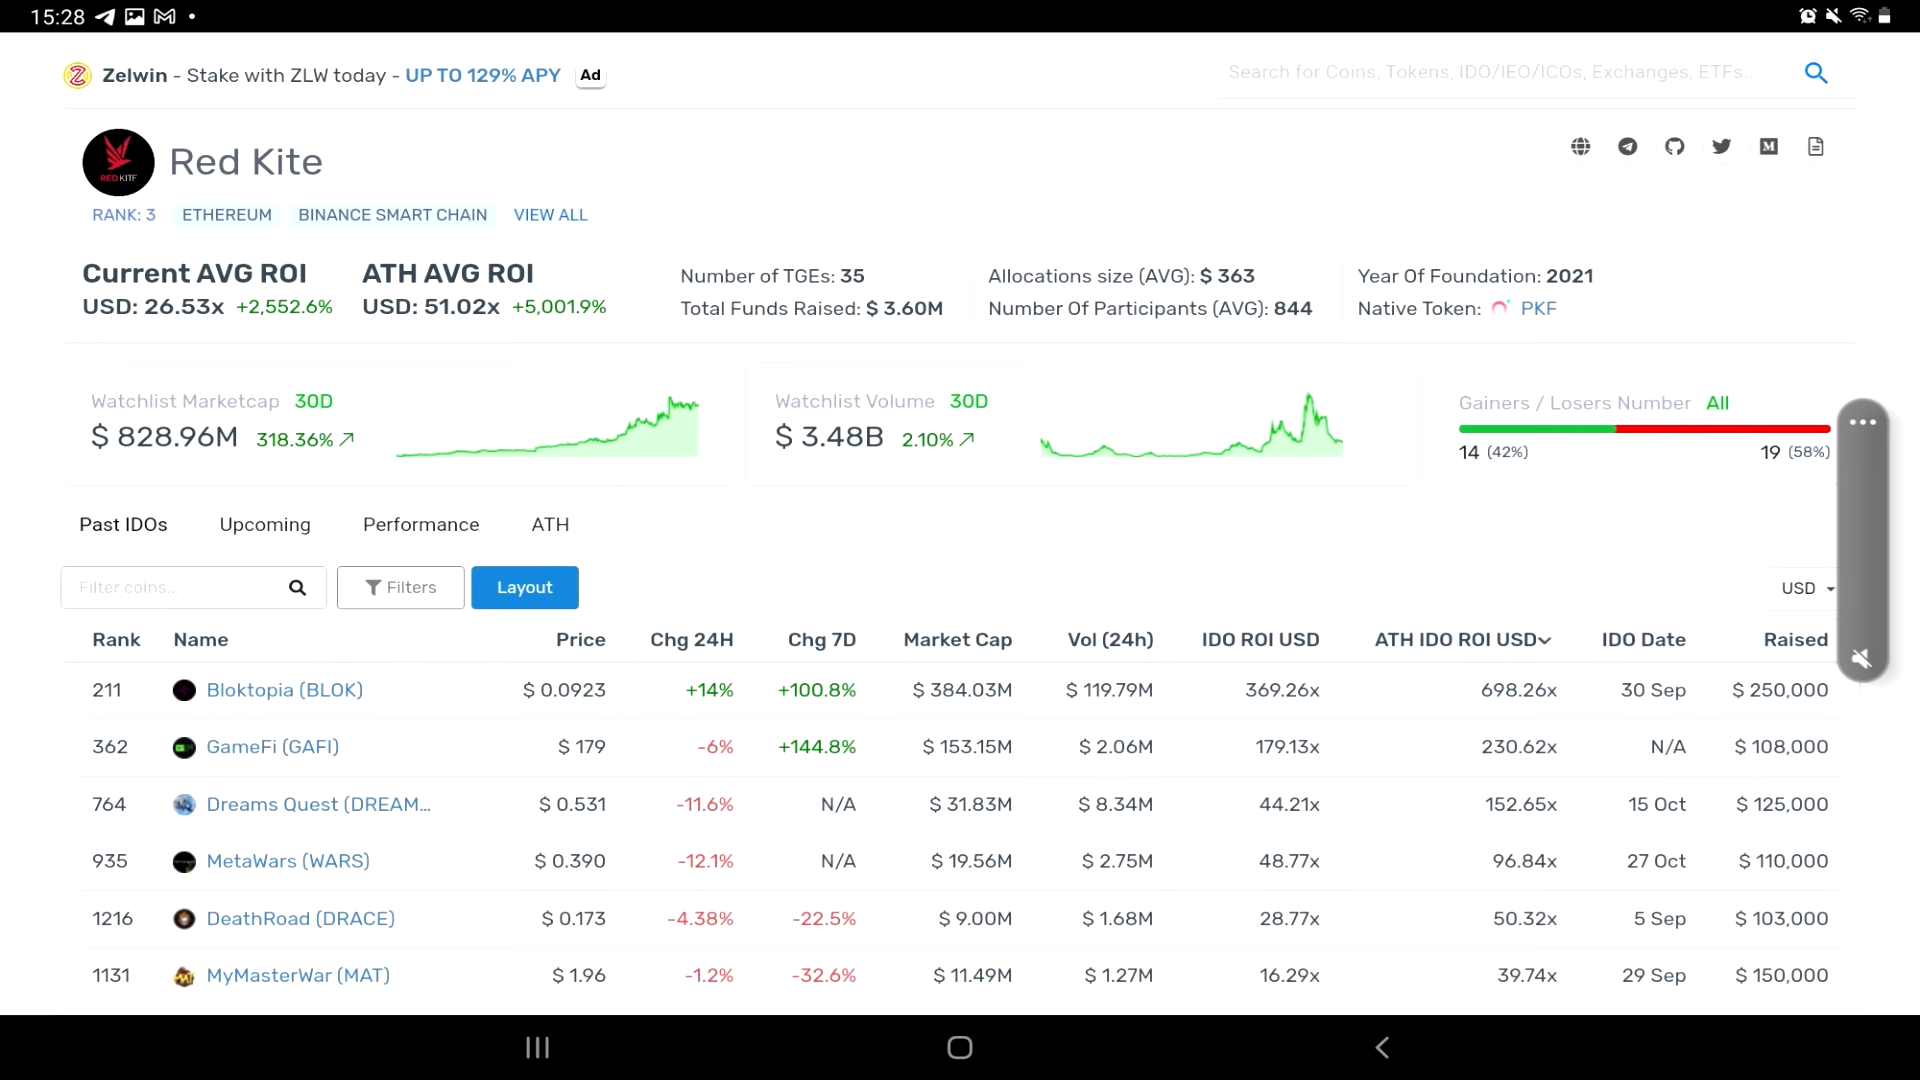 15:28
Zelwin - Stake with ZLW today - UP TO 129% APY Ad
Search for Coins, Tokens, IDO/IEO/ICOs, Exchanges, ETFs..
RED KITE
Red Kite
RANK: 3 ETHEREUM BINANCE SMART CHAIN VIEW ALL
Current AVG ROI
USD: 26.53x +2,552.6%
ATH AVG ROI
USD: 51.02x +5,001.9%
Number of TGEs: 35
Total Funds Raised: $ 3.60M
Allocations size (AVG): $ 363
Number Of Participants (AVG): 844
Year Of Foundation: 2021
Native Token: PKF
Watchlist Marketcap 30D
$ 828.96M 318.36%
Watchlist Volume 30D
$ 3.48B 2.10%
Gainers / Losers Number All
14 (42%) 19 (58%)
Past IDOs Upcoming Performance ATH
Filter coins... Filters Layout USD
Rank Name Price Chg 24H Chg 7D Market Cap Vol (24h) IDO ROI USD ATH IDO ROI USD IDO Date Raised
211 Bloktopia (BLOK) $ 0.0923 +14% +100.8% $ 384.03M $ 119.79M 369.26x 698.26x 30 Sep $ 250,000
362 GameFi (GAFI) $ 179 -6% +144.8% $ 153.15M $ 2.06M 179.13x 230.62x N/A $ 108,000
764 Dreams Quest (DREAM... $ 0.531 -11.6% N/A $ 31.83M $ 8.34M 44.21x 152.65x 15 Oct $ 125,000
935 MetaWars (WARS) $ 0.390 -12.1% N/A $ 19.56M $ 2.75M 48.77x 96.84x 27 Oct $ 110,000
1216 DeathRoad (DRACE) $ 0.173 -4.38% -22.5% $ 9.00M $ 1.68M 28.77x 50.32x 5 Sep $ 103,000
1131 MyMasterWar (MAT) $ 1.96 -1.2% -32.6% $ 11.49M $ 1.27M 16.29x 39.74x 29 Sep $ 150,000